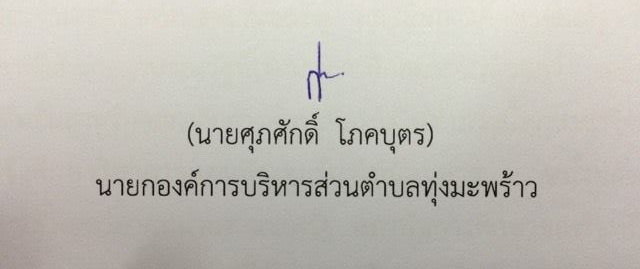 (นายศุภศักดิ์ โภคบุตร)
นายกองค์การบริหารส่วนตำบลทุ่งมะพร้าว